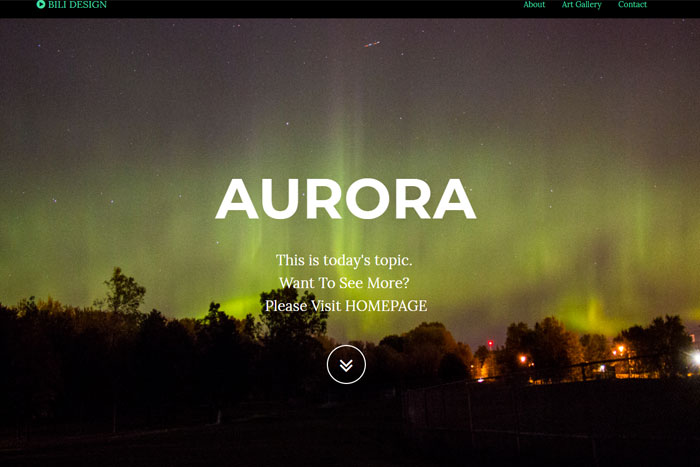 BILI DESIGN
About Art Gallery Contact
AURORA
This is today's topic.
Want To See More?
Please Visit HOMEPAGE